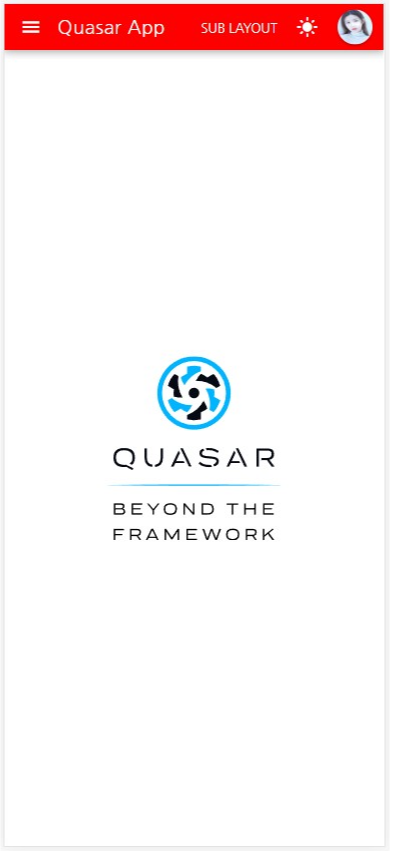 Quasar App
SUB LAYOUT
QUASAR
BEYOND THE
FRAMEWORK